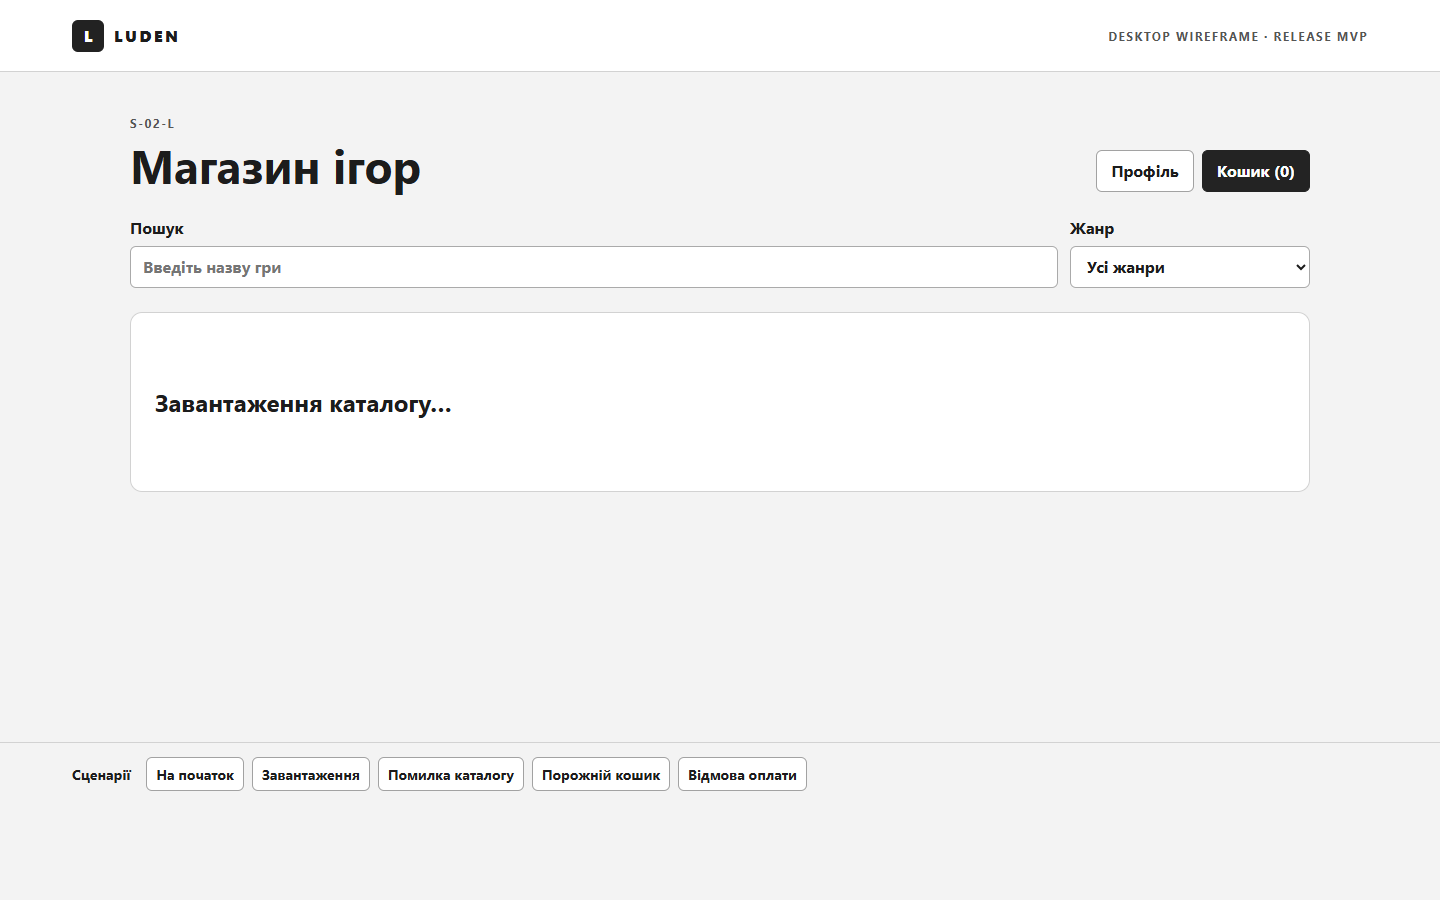 L LUDEN
DESKTOP WIREFRAME · RELEASE MVP
S-02-L
Магазин ігор
Профіль
Кошик (0)
Пошук
Жанр
Введіть назву гри
Усі жанри
Завантаження каталогу...
Сценарії
На початок
Завантаження
Помилка каталогу
Порожній кошик
Відмова оплати